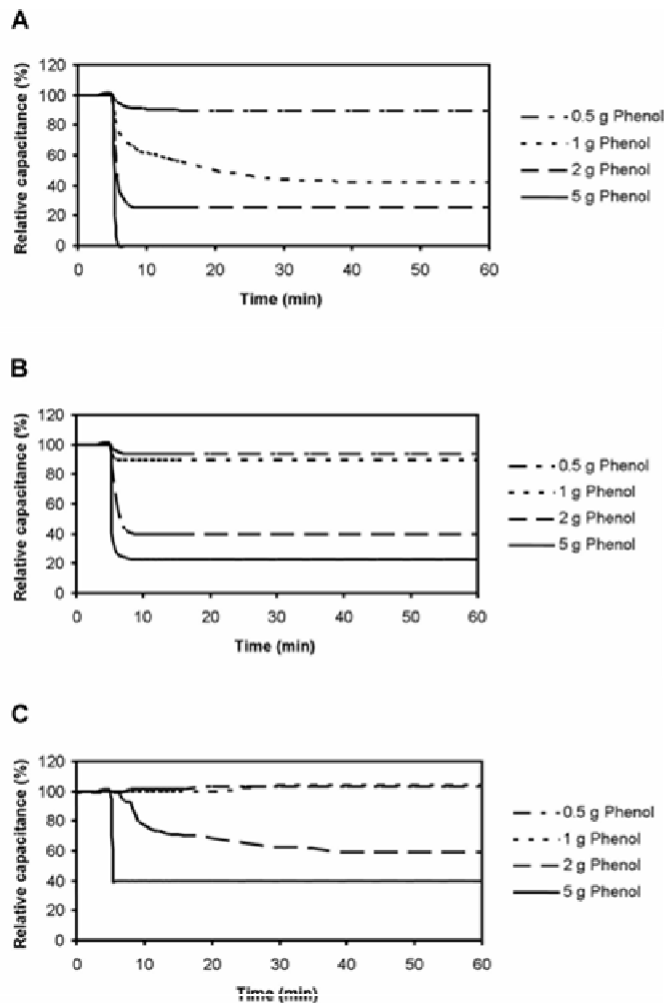 A
Relative capacitance (%)
120
100
80
60
40
20
0
0 10 20 30 40 50 60
Time (min)
0.5 g Phenol
1 g Phenol
2 g Phenol
5 g Phenol
B
Relative capacitance (%)
120
100
80
60
40
20
0
0 10 20 30 40 50 60
Time (min)
0.5 g Phenol
1 g Phenol
2 g Phenol
5 g Phenol
C
Relative capacitance (%)
120
100
80
60
40
20
0
0 10 20 30 40 50 60
Time (min)
0.5 g Phenol
1 g Phenol
2 g Phenol
5 g Phenol